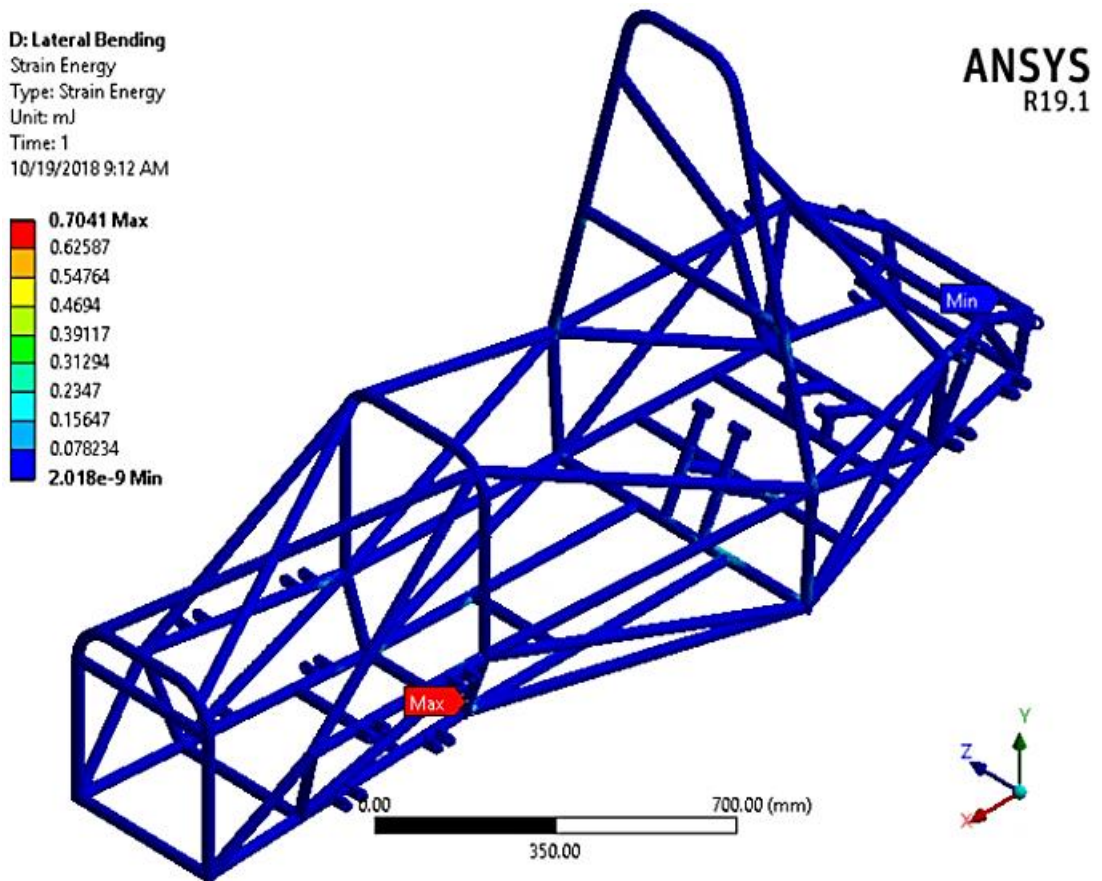 D: Lateral Bending
Strain Energy
Type: Strain Energy
Unit: mJ
Time: 1
10/19/2018 9:12 AM
ANSYS
R19.1
0.7041 Max
0.62587
0.54764
0.4694
0.39117
0.31294
0.2347
0.15647
0.078234
2.018e-9 Min
Min
Max
0.00
700.00 (mm)
350.00
Y
Z
X